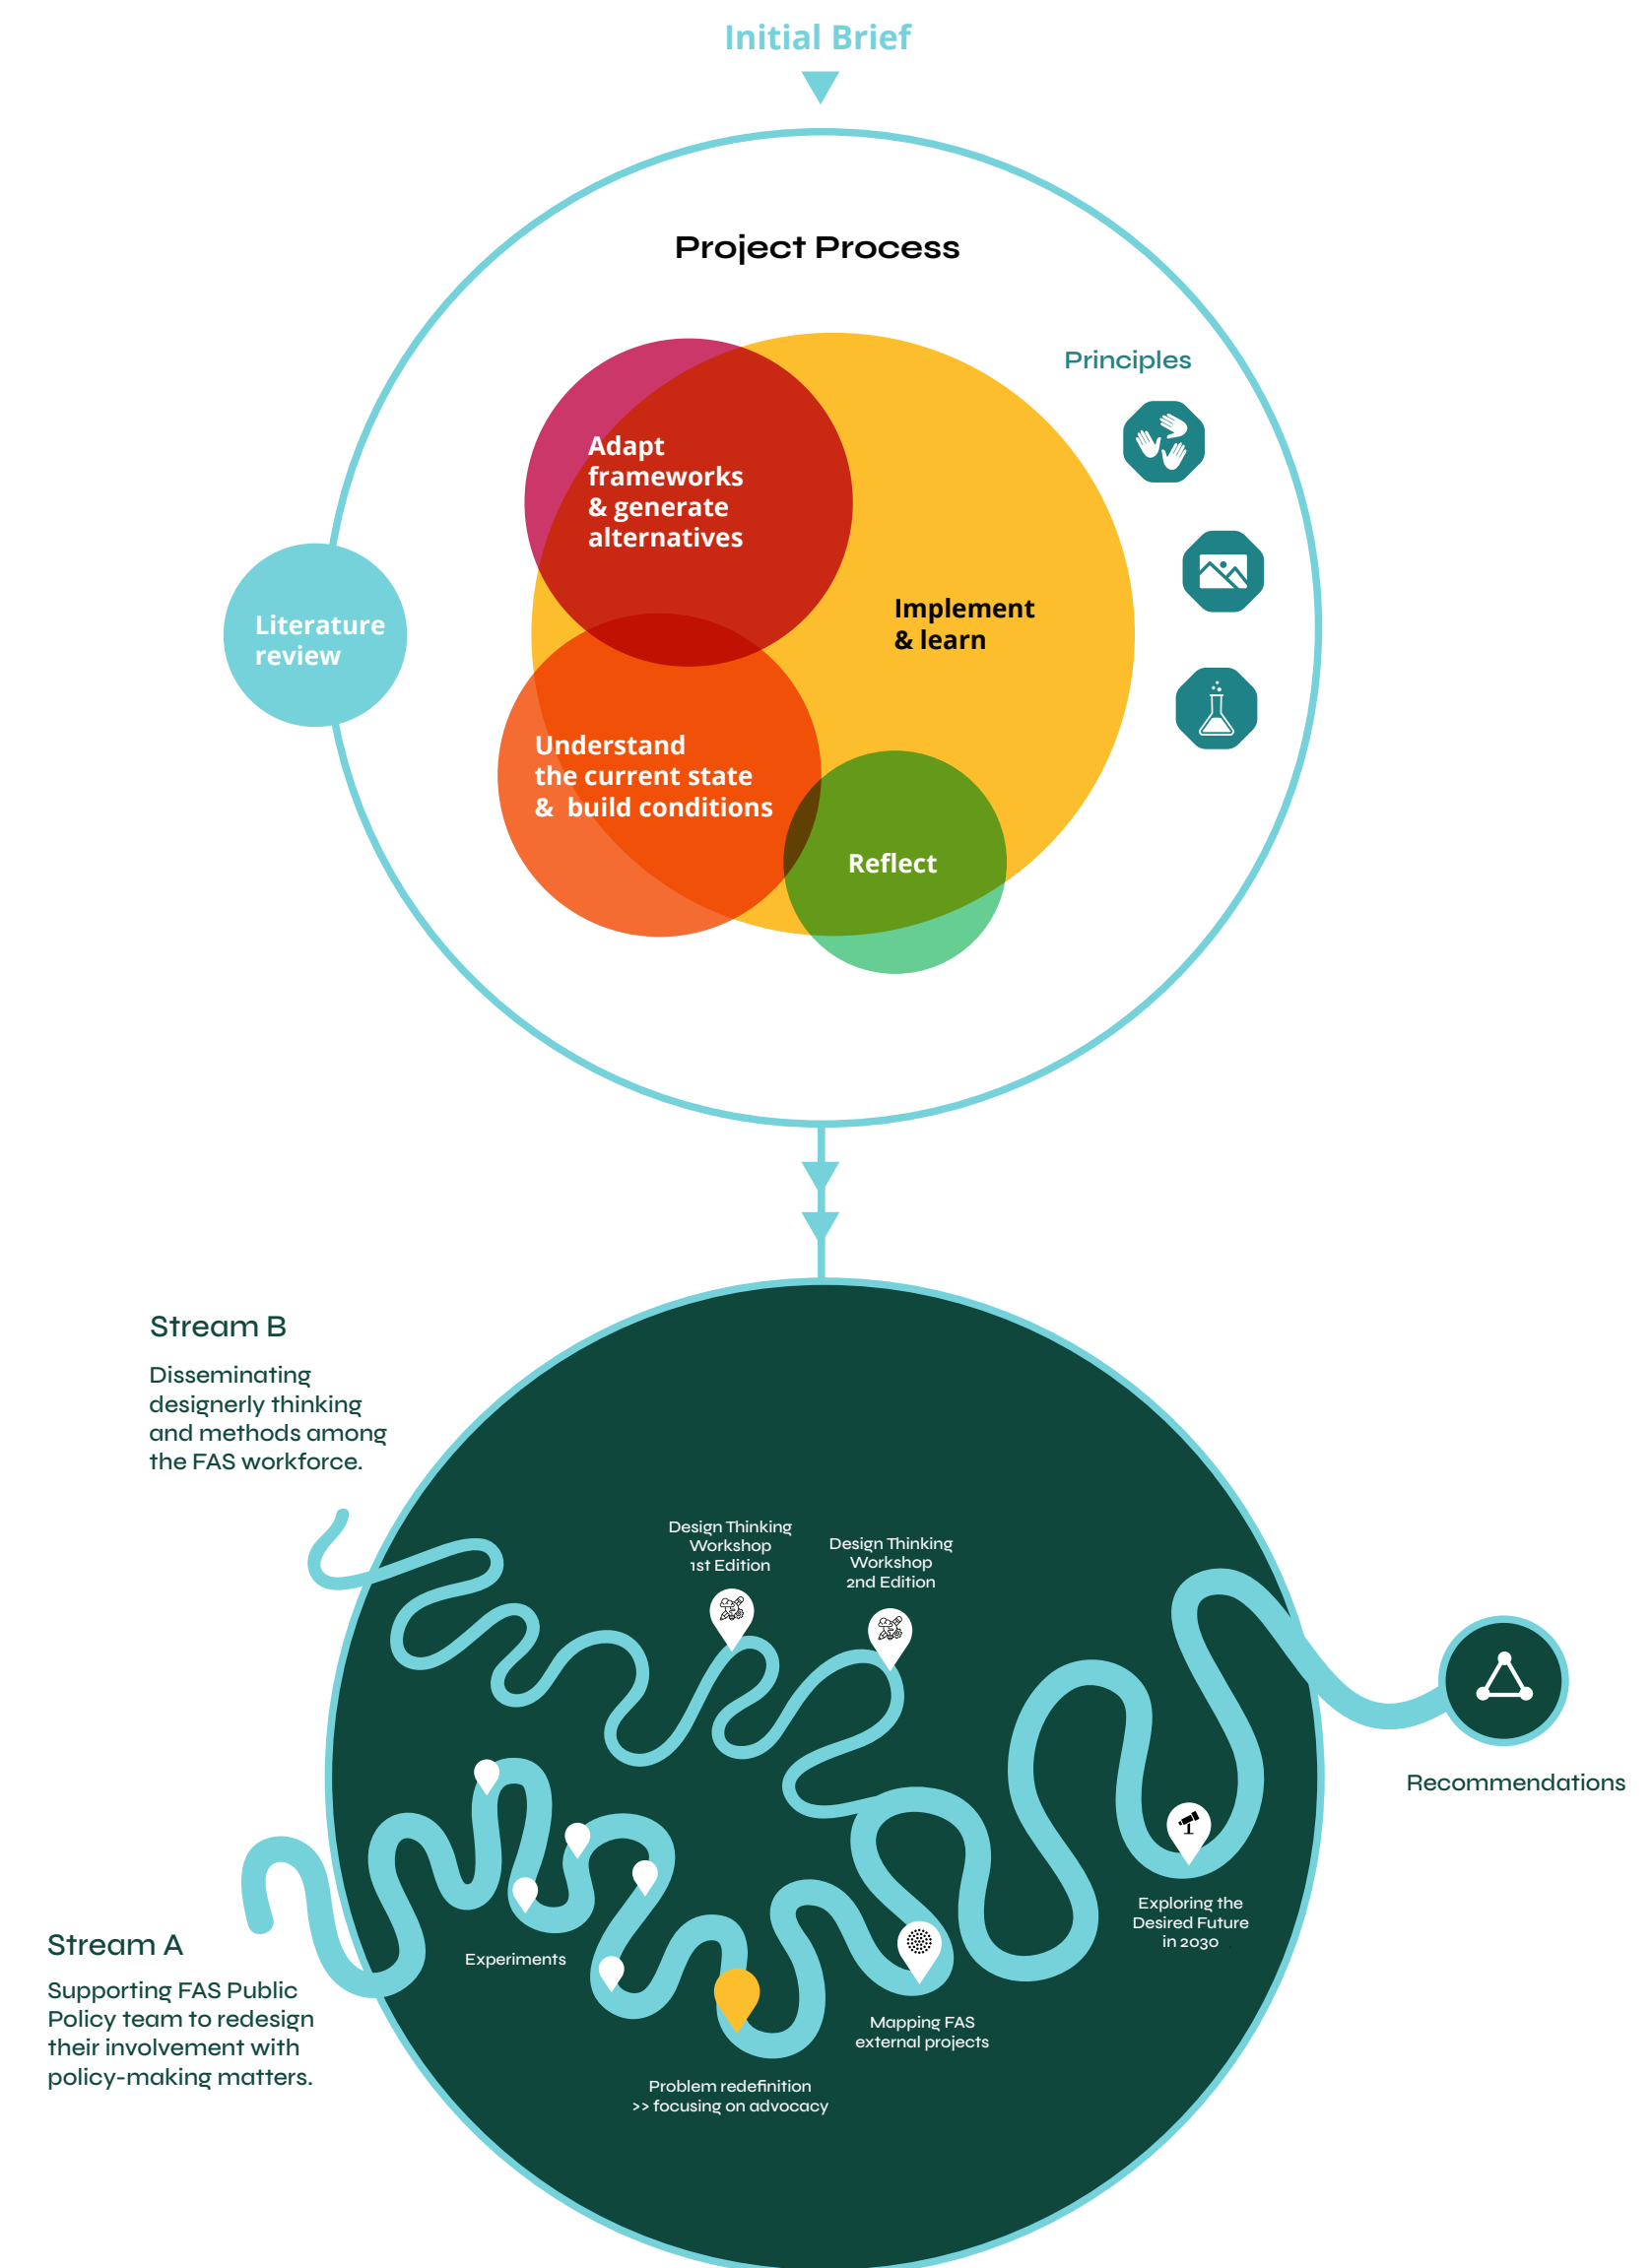 Initial Brief
Project Process
Principles
Adapt
frameworks
& generate
alternatives
Implement
& learn
Literature
review
Understand
the current state
& build conditions
Reflect
Stream B
Disseminating
designerly thinking
and methods among
the FAS workforce.
Design Thinking
Workshop
1st Edition
Design Thinking
Workshop
2nd Edition
Recommendations
Exploring the
Desired Future
in 2030
Stream A
Supporting FAS Public
Policy team to redesign
their involvement with
policy-making matters.
Experiments
Mapping FAS
external projects
Problem redefinition
>> focusing on advocacy